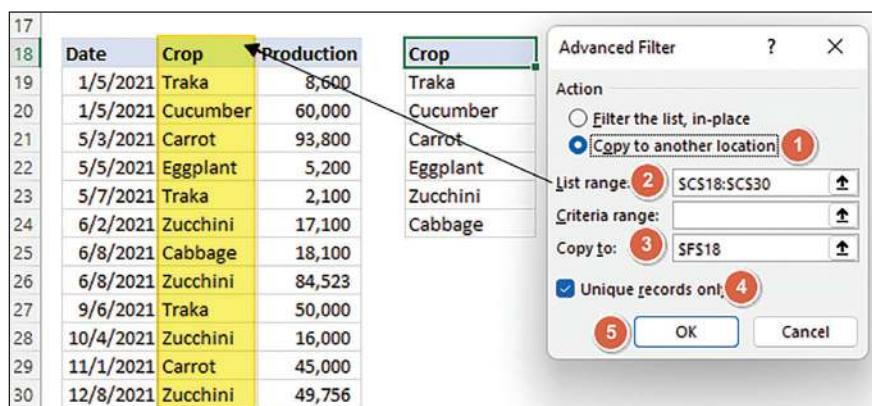 17
18 Date Crop Production Crop
19 1/5/2021 Traka 8,600 Traka
20 1/5/2021 Cucumber 60,000 Cucumber
21 5/3/2021 Carrot 93,800 Carrot
22 5/5/2021 Eggplant 5,200 Eggplant
23 5/7/2021 Traka 2,100 Zucchini
24 6/2/2021 Zucchini 17,100 Cabbage
25 6/8/2021 Cabbage 18,100
26 6/8/2021 Zucchini 84,523
27 9/6/2021 Traka 50,000
28 10/4/2021 Zucchini 16,000
29 11/1/2021 Carrot 45,000
30 12/8/2021 Zucchini 49,756
Advanced Filter ? ×
Action
Filter the list, in-place
Copy to another location 1
List range: 2 $C$18:$C$30
Criteria range:
Copy to: 3 $F$18
Unique records only 4
5 OK Cancel